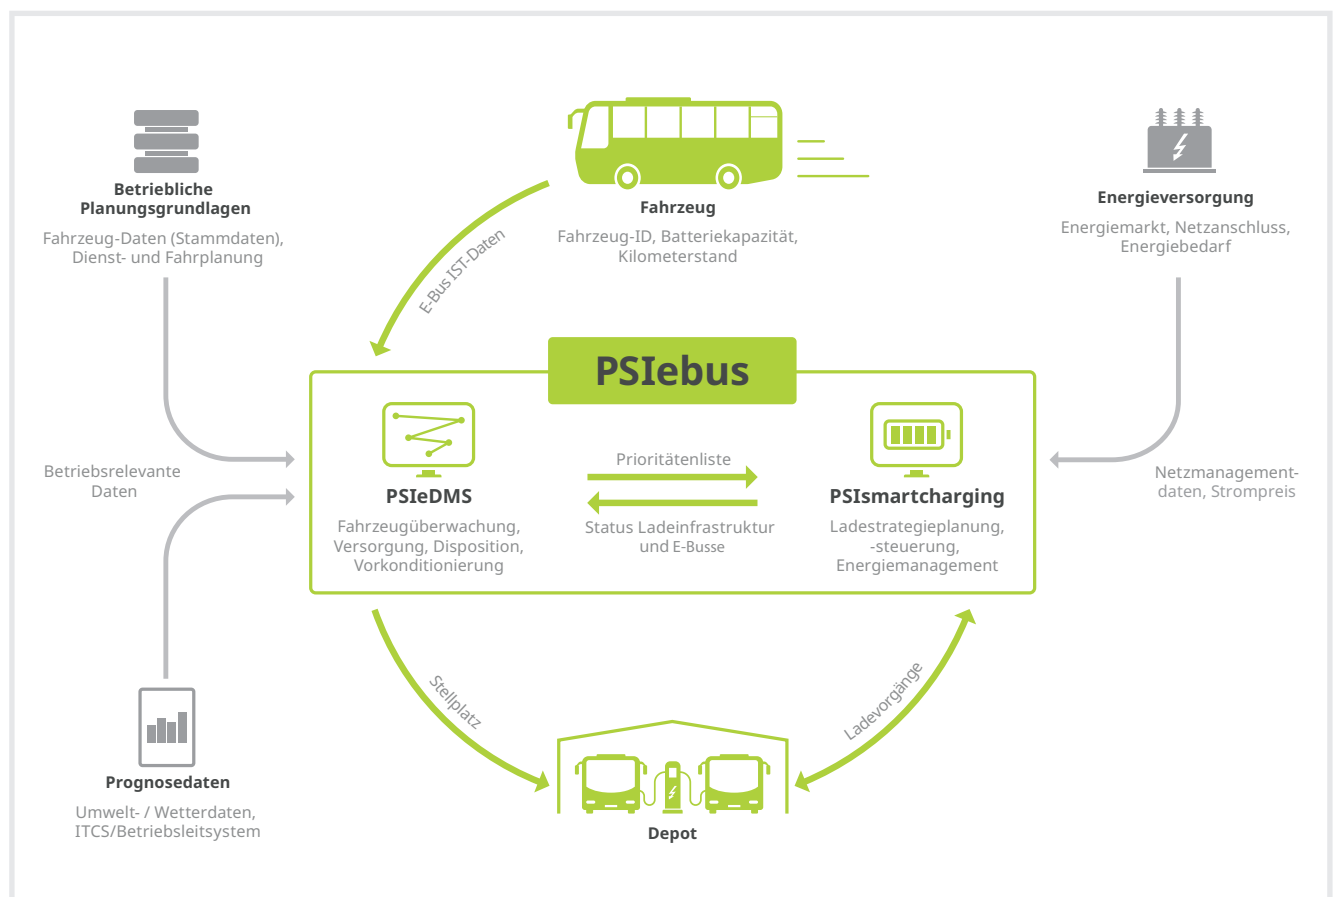 Betriebliche
Planungsgrundlagen
Fahrzeug-Daten (Stammdaten),
Dienst- und Fahrplanung
Fahrzeug
Fahrzeug-ID, Batteriekapazität,
Kilometerstand
Energieversorgung
Energiemarkt, Netzanschluss,
Energiebedarf
E-Bus IST-Daten
PSIebus
Betriebsrelevante
Daten
PSIeDMS
Fahrzeugüberwachung,
Versorgung, Disposition,
Vorkonditionierung
Prioritätenliste
Status Ladeinfrastruktur
und E-Busse
PSIsmartcharging
Ladestrategieplanung,
-steuerung,
Energiemanagement
Netzmanagement-
daten, Strompreis
Stellplatz
Ladevorgänge
Prognosedaten
Umwelt- / Wetterdaten,
ITCS/Betriebsleitsystem
Depot